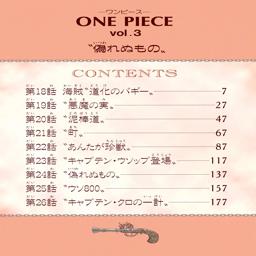 ワンピース
ONE PIECE
vol.3
〝偽れぬもの〟
CONTENTS
第18話 〝海賊〝道化のバギー〟 7
第19話 〝悪魔の実〟 27
第20話 〝泥棒道〟 47
第21話 〝町〟 67
第22話 〝あんたが珍獣〟 87
第23話 〝キャプテン・ウソップ登場〟 117
第24話 〝偽れぬもの〟 137
第25話 〝ウソ800〟 157
第26話 〝キャプテン・クロの一計〟 177